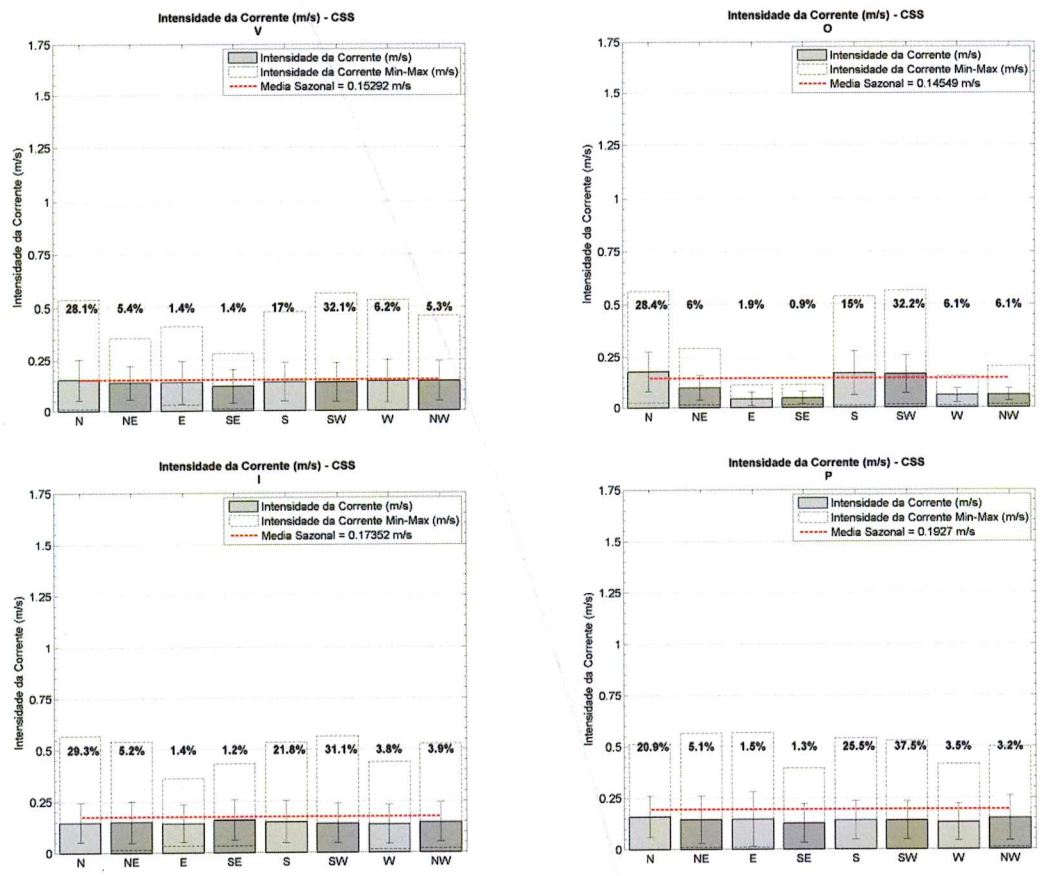 Intensidade da Corrente (m/s) - CSS
V
1.75
1.5
1.25
1
0.75
0.5
0.25
0
Intensidade da Corrente (m/s)
Intensidade da Corrente (m/s)
Intensidade da Corrente Min-Max (m/s)
Media Sazonal = 0.15292 m/s
28.1% 5.4% 1.4% 1.4% 17% 32.1% 6.2% 5.3%
N NE E SE S SW W NW
Intensidade da Corrente (m/s) - CSS
O
1.75
1.5
1.25
1
0.75
0.5
0.25
0
Intensidade da Corrente (m/s)
Intensidade da Corrente (m/s)
Intensidade da Corrente Min-Max (m/s)
Media Sazonal = 0.14549 m/s
28.4% 6% 1.9% 0.9% 15% 32.2% 6.1% 6.1%
N NE E SE S SW W NW
Intensidade da Corrente (m/s) - CSS
I
1.75
1.5
1.25
1
0.75
0.5
0.25
0
Intensidade da Corrente (m/s)
Intensidade da Corrente (m/s)
Intensidade da Corrente Min-Max (m/s)
Media Sazonal = 0.17352 m/s
29.3% 5.2% 1.4% 1.2% 21.8% 31.1% 3.8% 3.9%
N NE E SE S SW W NW
Intensidade da Corrente (m/s) - CSS
P
1.75
1.5
1.25
1
0.75
0.5
0.25
0
Intensidade da Corrente (m/s)
Intensidade da Corrente (m/s)
Intensidade da Corrente Min-Max (m/s)
Media Sazonal = 0.1927 m/s
20.9% 5.1% 1.5% 1.3% 25.5% 37.5% 3.5% 3.2%
N NE E SE S SW W NW